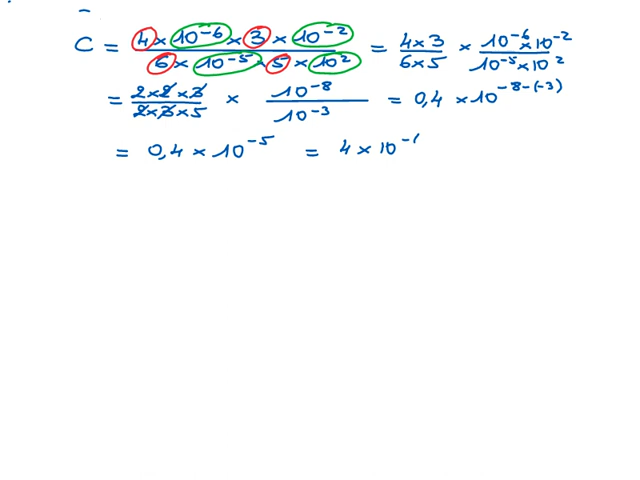 C = (4 × 10⁻⁶ × 3 × 10⁻²) / (6 × 10⁻⁵ × 5 × 10²) = (4 × 3) / (6 × 5) × (10⁻⁶ × 10⁻²) / (10⁻⁵ × 10²)
= (2 × 2 × 3) / (2 × 3 × 5) × 10⁻⁸ / 10⁻³ = 0,4 × 10⁻⁸⁻⁽⁻³⁾
= 0,4 × 10⁻⁵ = 4 × 10⁻